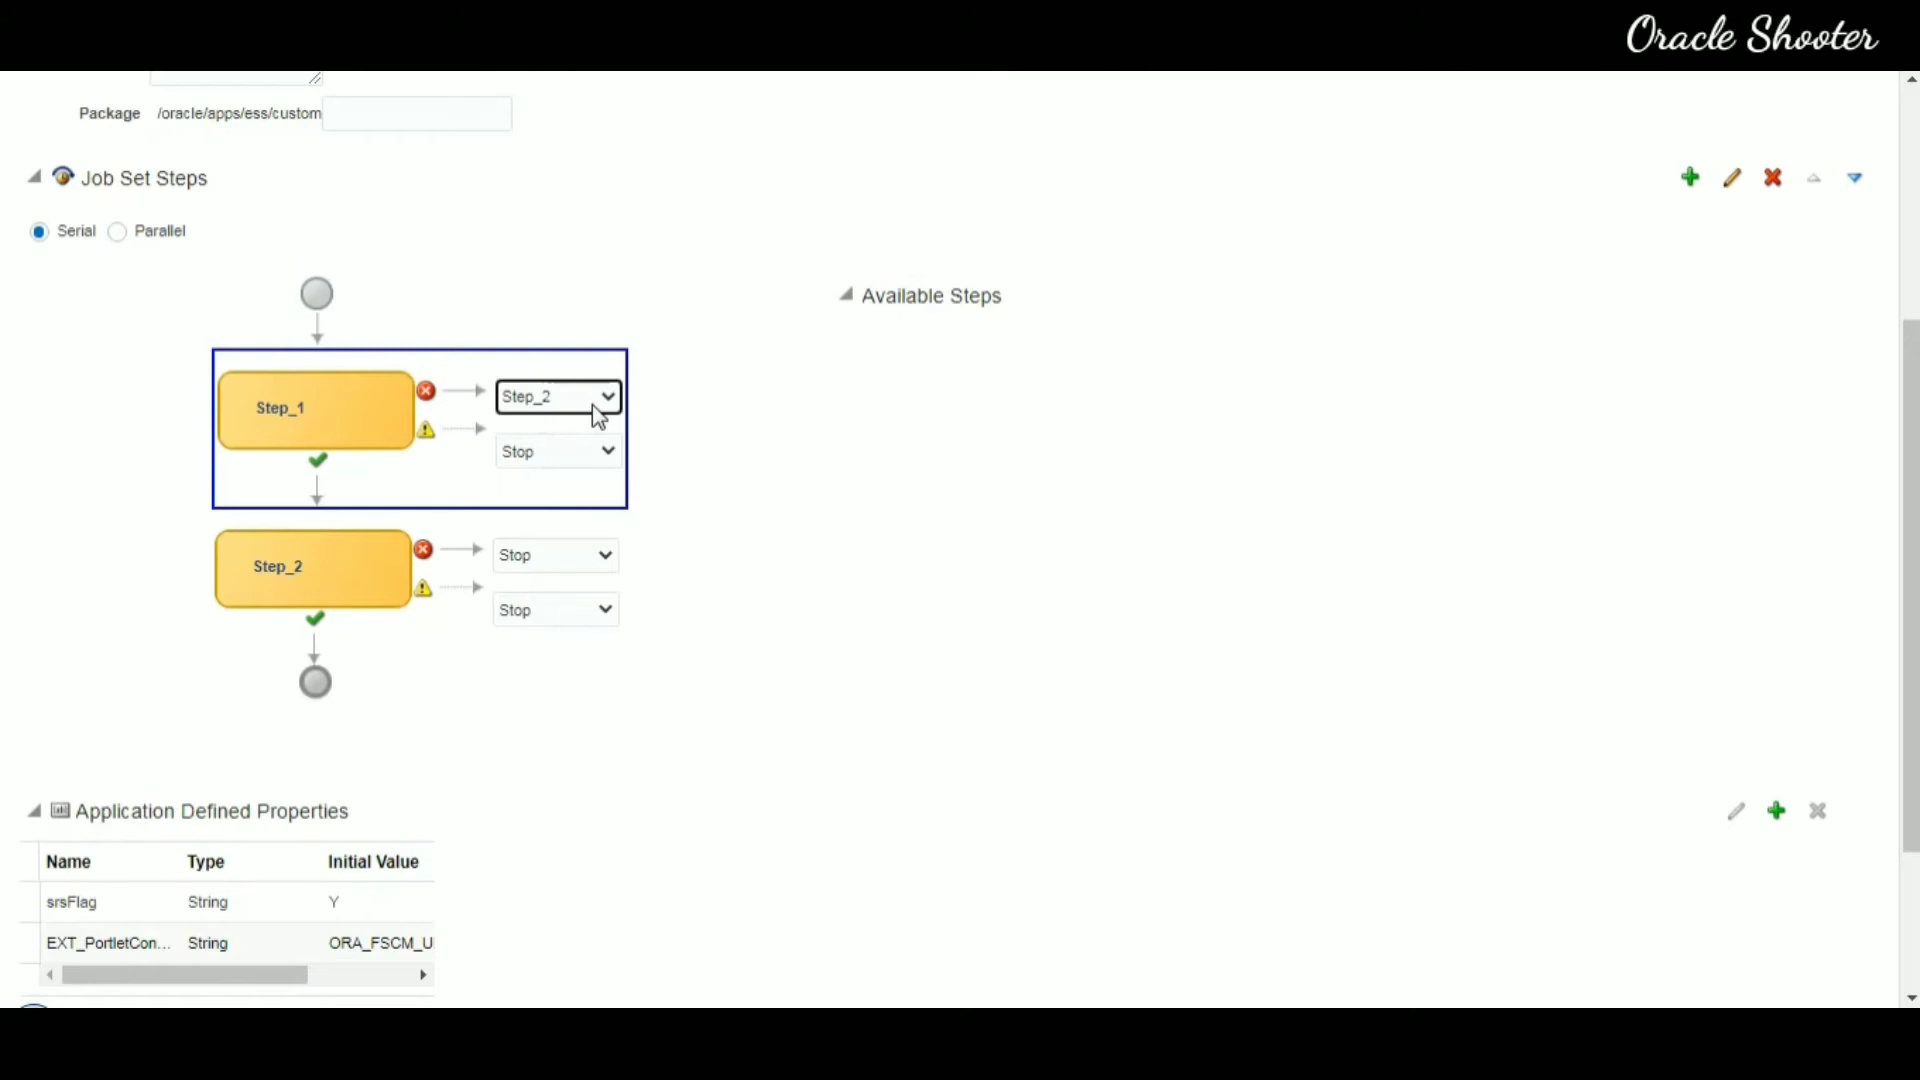 Oracle Shooter
Package /oracle/apps/ess/custom
Job Set Steps
Serial Parallel
Available Steps
Step_1
Step_2
Stop
Step_2
Stop
Stop
Application Defined Properties
Name Type Initial Value
srsFlag String Y
EXT_PortletCon... String ORA_FSCM_U